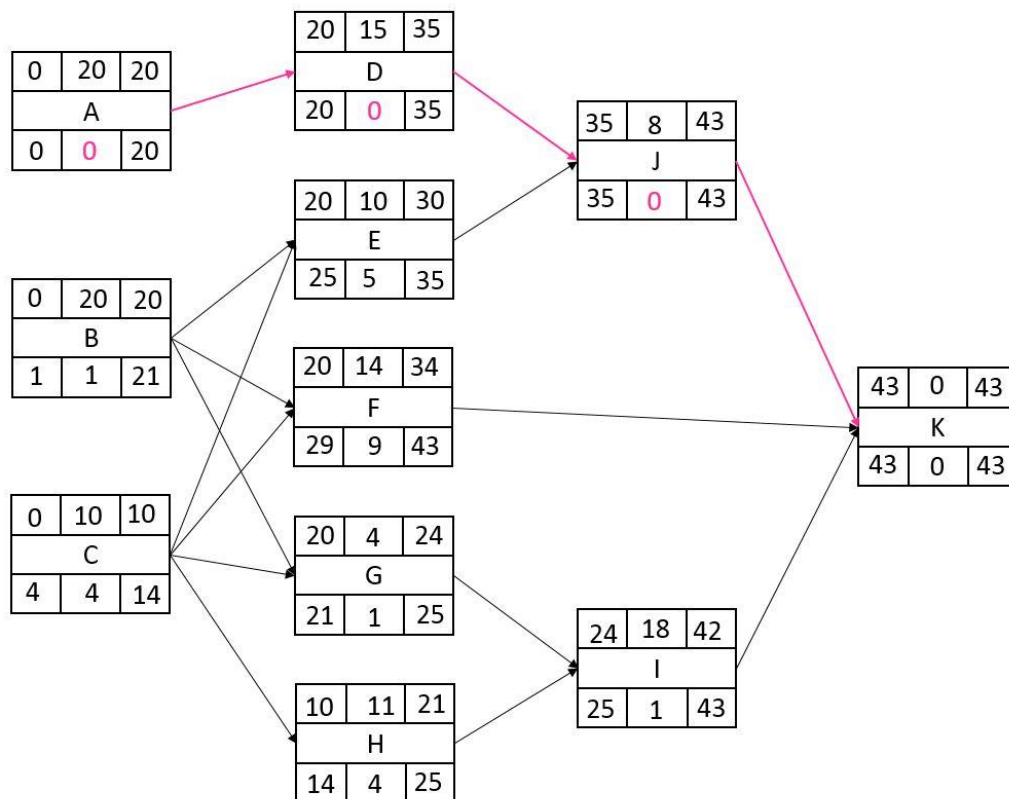 0 20 20
A
0 0 20
0 20 20
B
1 1 21
0 10 10
C
4 4 14
20 15 35
D
20 0 35
20 10 30
E
25 5 35
20 14 34
F
29 9 43
20 4 24
G
21 1 25
10 11 21
H
14 4 25
35 8 43
J
35 0 43
24 18 42
I
25 1 43
43 0 43
K
43 0 43